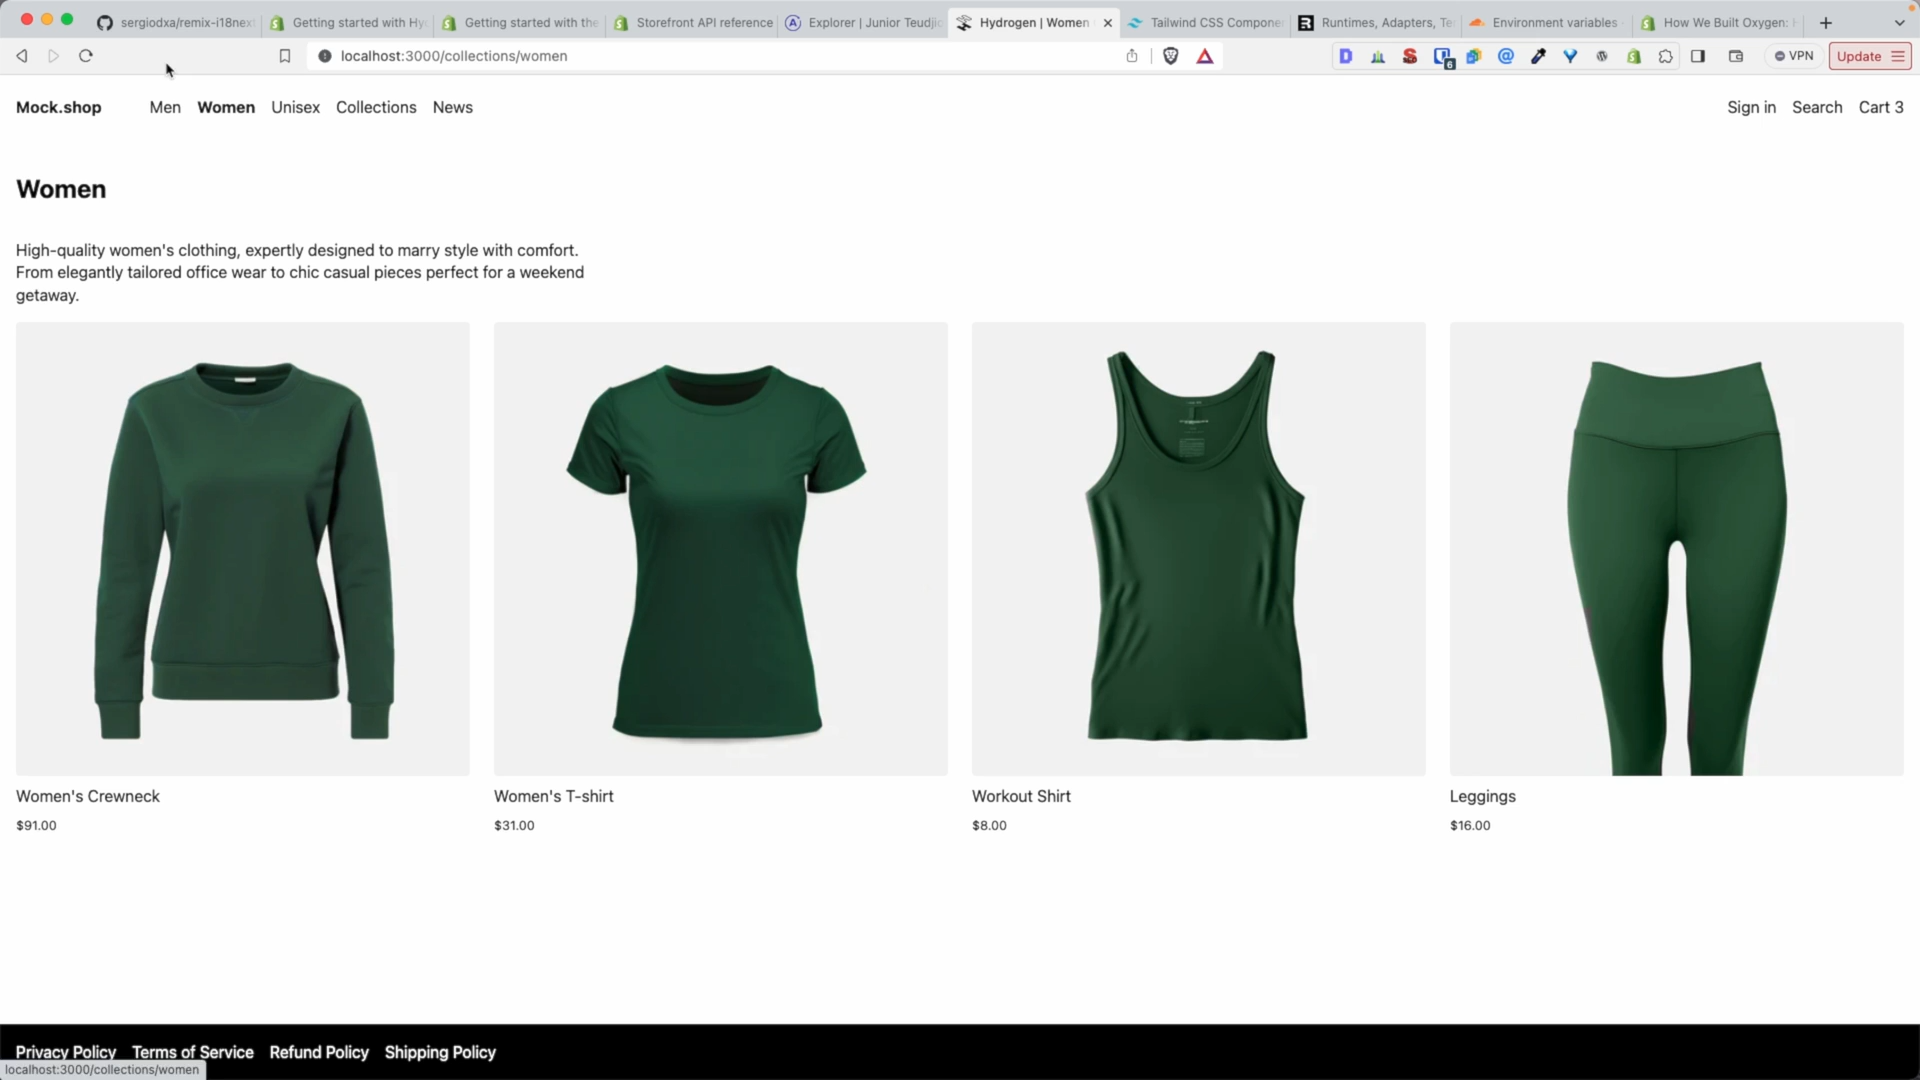 sergiodxa/remix-i18nex
Getting started with Hy
Getting started with the
Storefront API reference
Explorer | Junior Teudji
Hydrogen | Women
Tailwind CSS Compone
Runtimes, Adapters, Te
Environment variables
How We Built Oxygen: H
localhost:3000/collections/women
6
VPN
Update
Mock.shop Men Women Unisex Collections News
Sign in Search Cart 3
Women
High-quality women's clothing, expertly designed to marry style with comfort.
From elegantly tailored office wear to chic casual pieces perfect for a weekend
getaway.
Women's Crewneck
$91.00
Women's T-shirt
$31.00
Workout Shirt
$8.00
Leggings
$16.00
Privacy Policy Terms of Service Refund Policy Shipping Policy
localhost:3000/collections/women